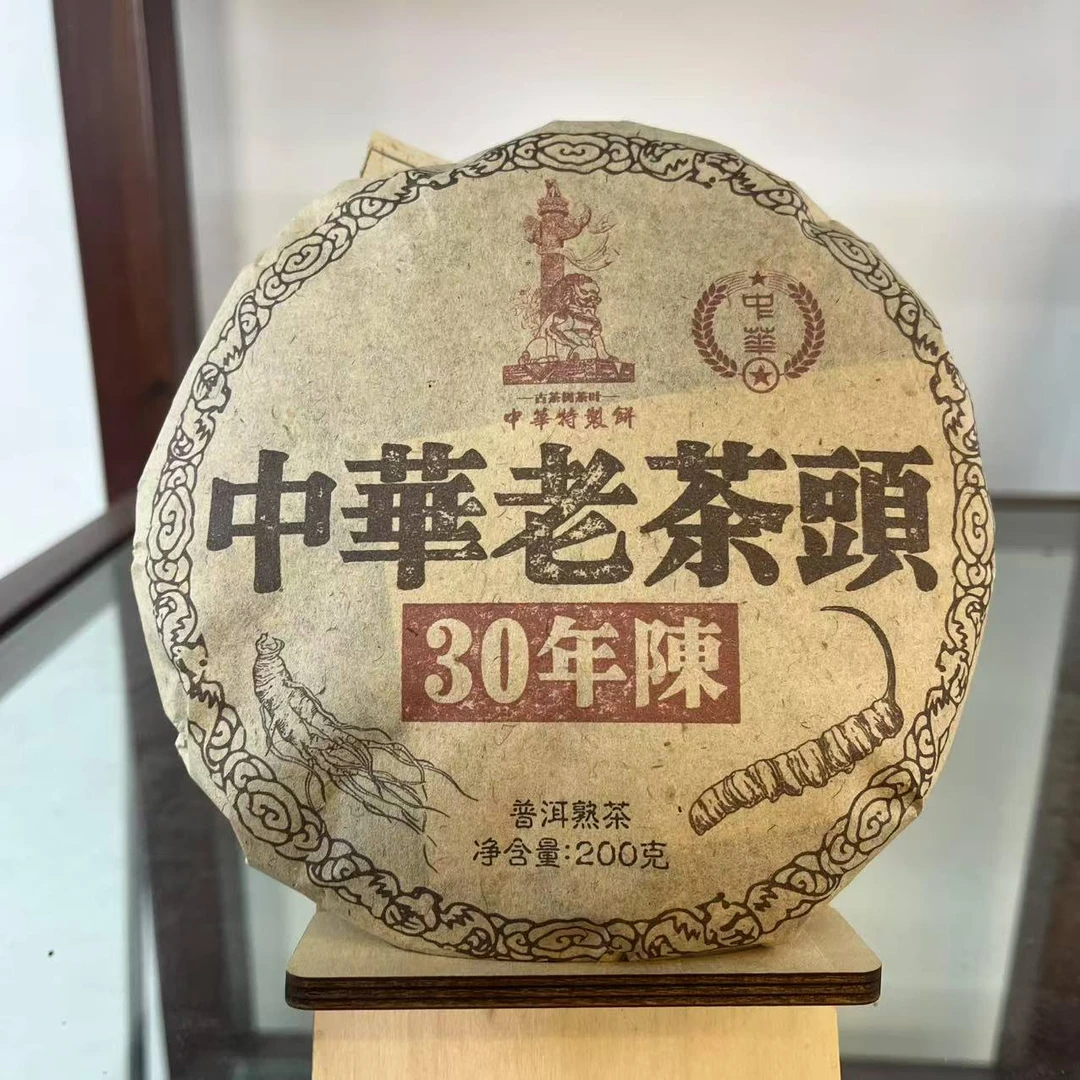 古茶树茶叶
中華特製餅
中華
中華老茶頭
30年陳
普洱熟茶
净含量:200克